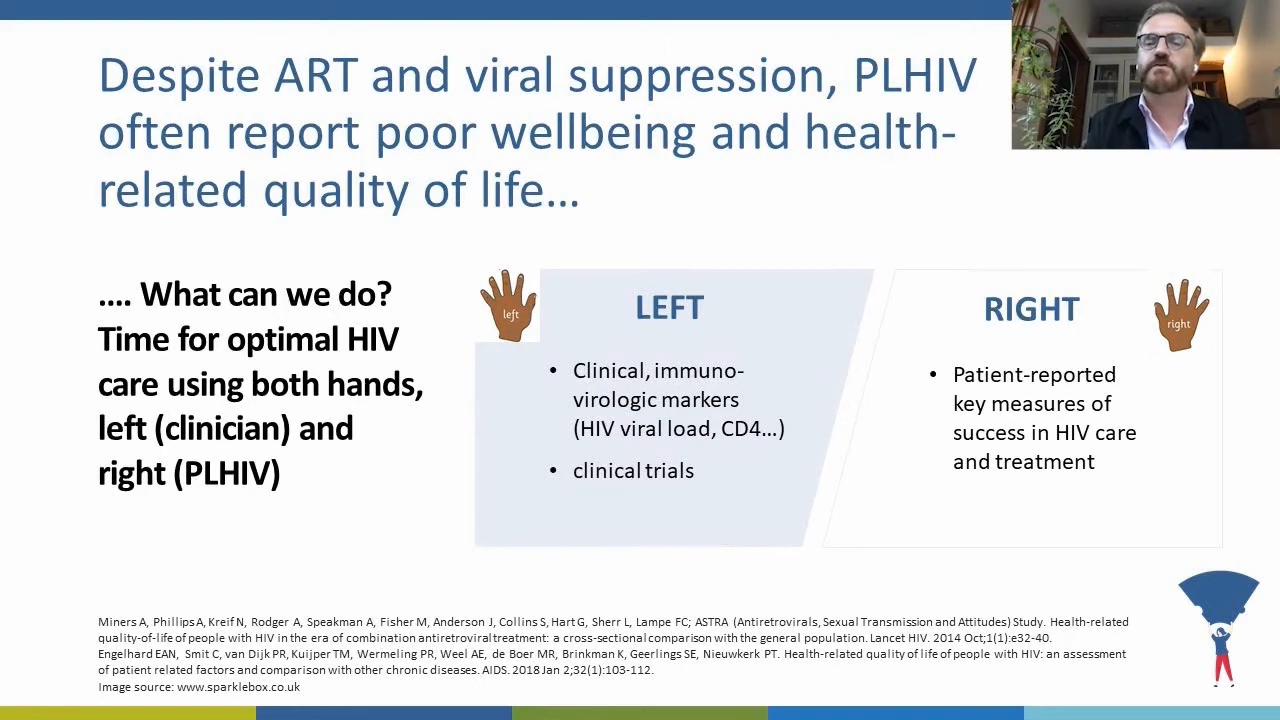 Despite ART and viral suppression, PLHIV
often report poor wellbeing and health-
related quality of life…
.... What can we do?
Time for optimal HIV
care using both hands,
left (clinician) and
right (PLHIV)
left
LEFT
• Clinical, immuno-
virologic markers
(HIV viral load, CD4…)
• clinical trials
RIGHT
right
• Patient-reported
key measures of
success in HIV care
and treatment
Miners A, Phillips A, Kreif N, Rodger A, Speakman A, Fisher M, Anderson J, Collins S, Hart G, Sherr L, Lampe FC; ASTRA (Antiretrovirals, Sexual Transmission and Attitudes) Study. Health-related
quality-of-life of people with HIV in the era of combination antiretroviral treatment: a cross-sectional comparison with the general population. Lancet HIV. 2014 Oct;1(1):e32-40.
Engelhard EAN, Smit C, van Dijk PR, Kuijper TM, Wermeling PR, Weel AE, de Boer MR, Brinkman K, Geerlings SE, Nieuwkerk PT. Health-related quality of life of people with HIV: an assessment
of patient related factors and comparison with other chronic diseases. AIDS. 2018 Jan 2;32(1):103-112.
Image source: www.sparklebox.co.uk